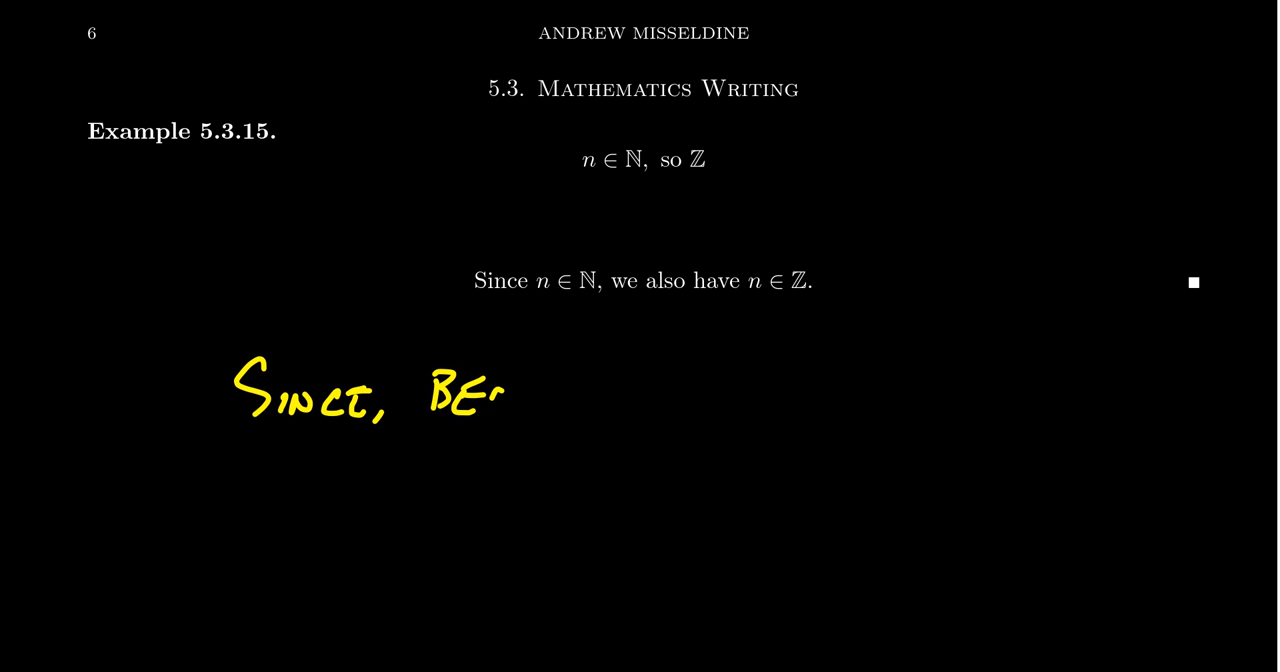 6 ANDREW MISSELDINE
5.3. Mathematics Writing
Example 5.3.15.
n ∈ ℕ, so ℤ
Since n ∈ ℕ, we also have n ∈ ℤ.
SINCE,